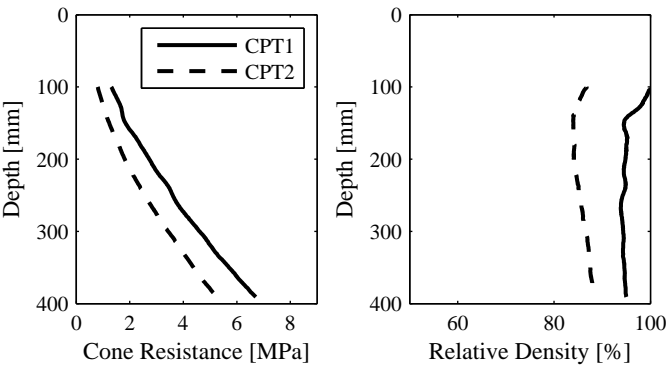 0
100
200
300
400
Depth [mm]
0 2 4 6 8
Cone Resistance [MPa]
CPT1
CPT2
0
100
200
300
400
Depth [mm]
60 80 100
Relative Density [%]